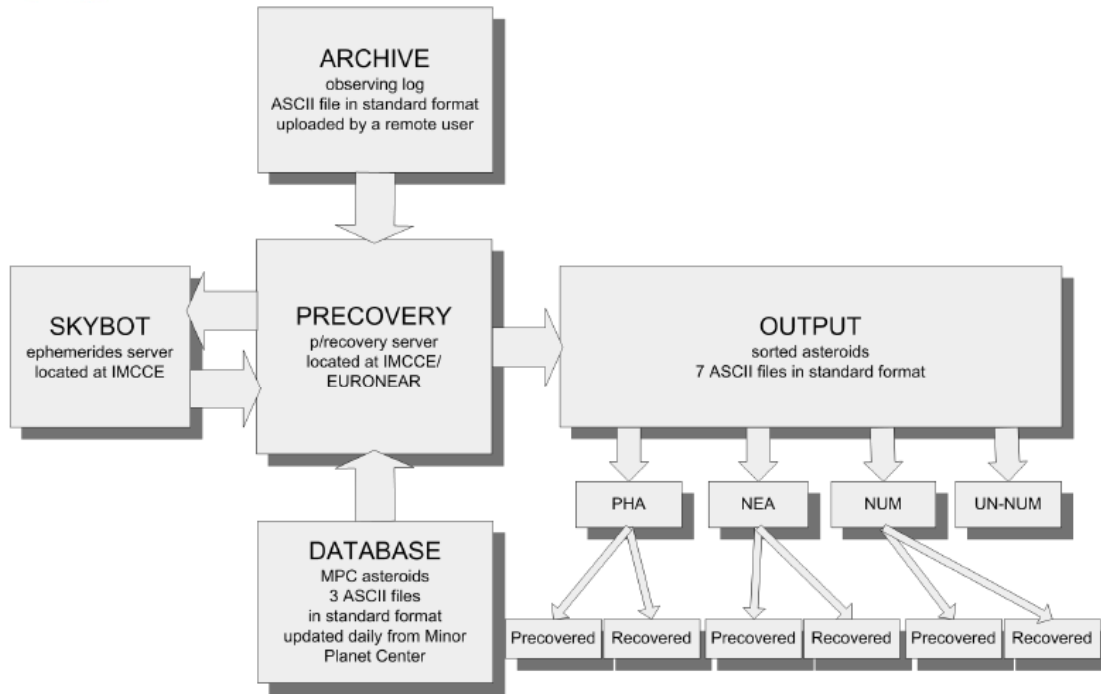 ARCHIVE
observing log
ASCII file in standard format
uploaded by a remote user
SKYBOT
ephemerides server
located at IMCCE
PRECOVERY
p/recovery server
located at IMCCE/
EURONEAR
OUTPUT
sorted asteroids
7 ASCII files in standard format
PHA
NEA
NUM
UN-NUM
DATABASE
MPC asteroids
3 ASCII files
in standard format
updated daily from Minor
Planet Center
Precovered
Recovered
Precovered
Recovered
Precovered
Recovered